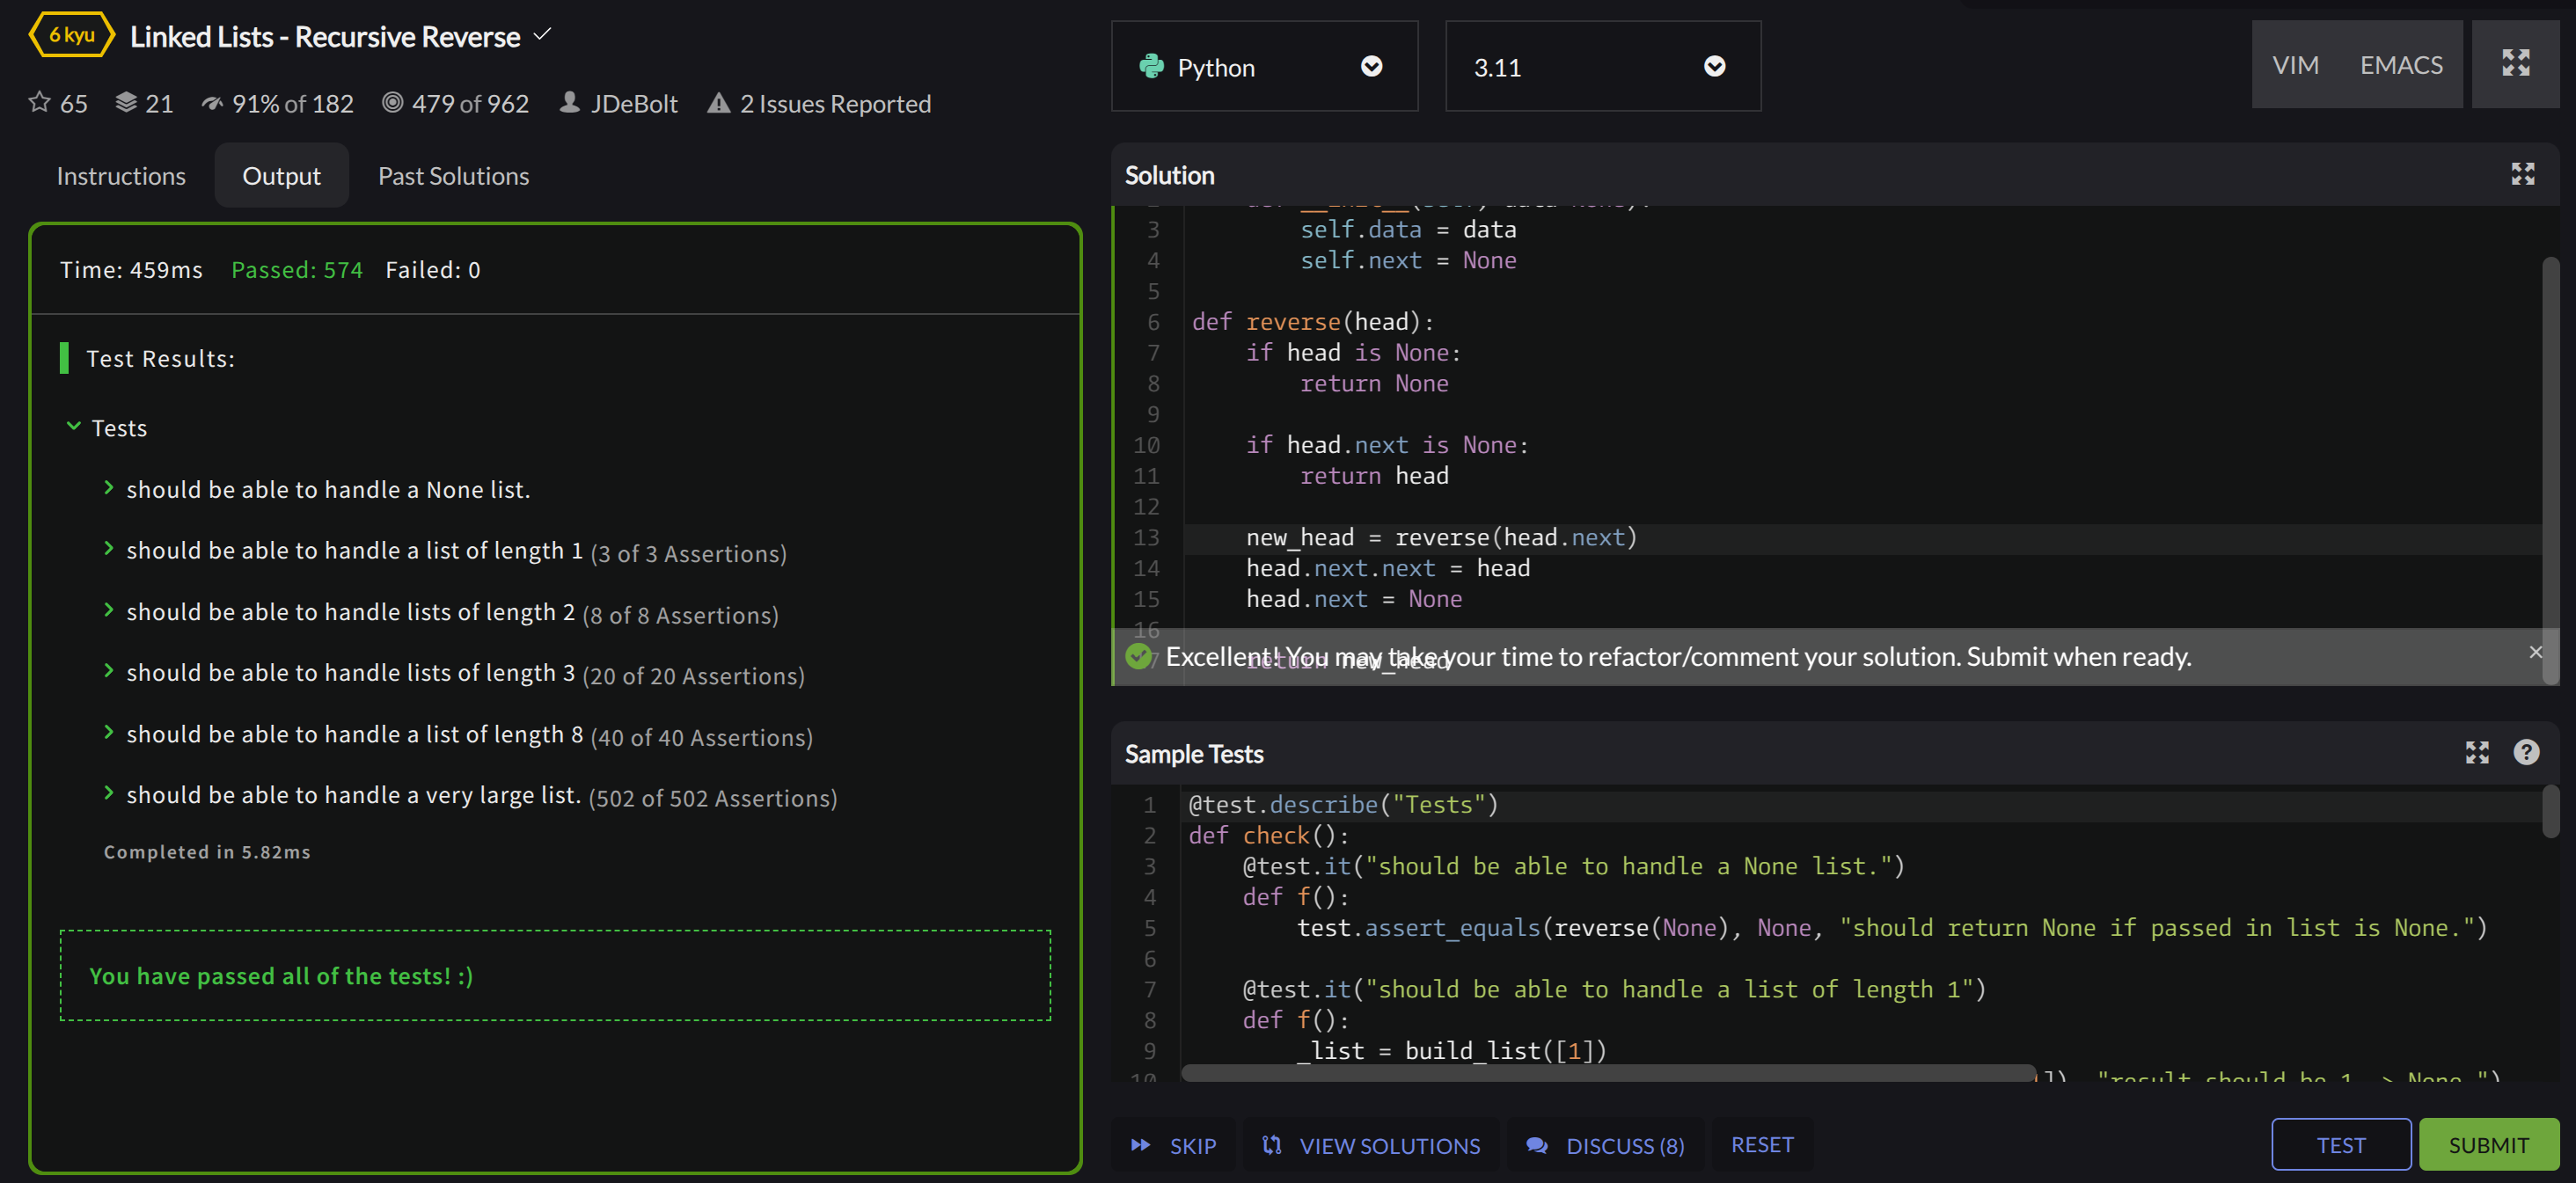 6 kyu Linked Lists - Recursive Reverse
65 21 91% of 182 479 of 962 JDeBolt 2 Issues Reported
Instructions Output Past Solutions
Time: 459ms Passed: 574 Failed: 0
Test Results:
Tests
should be able to handle a None list.
should be able to handle a list of length 1 (3 of 3 Assertions)
should be able to handle lists of length 2 (8 of 8 Assertions)
should be able to handle lists of length 3 (20 of 20 Assertions)
should be able to handle a list of length 8 (40 of 40 Assertions)
should be able to handle a very large list. (502 of 502 Assertions)
Completed in 5.82ms
You have passed all of the tests! :)
Python 3.11 VIM EMACS
Solution
3 self.data = data
4 self.next = None
5
6 def reverse(head):
7 if head is None:
8 return None
9
10 if head.next is None:
11 return head
12
13 new_head = reverse(head.next)
14 head.next.next = head
15 head.next = None
16
7 return new_head
Excellent! You may take your time to refactor/comment your solution. Submit when ready.
Sample Tests
1 @test.describe("Tests")
2 def check():
3 @test.it("should be able to handle a None list.")
4 def f():
5 test.assert_equals(reverse(None), None, "should return None if passed in list is None.")
6
7 @test.it("should be able to handle a list of length 1")
8 def f():
9 _list = build_list([1])
10 ]), "result should be 1 -> None.")
SKIP VIEW SOLUTIONS DISCUSS (8) RESET TEST SUBMIT